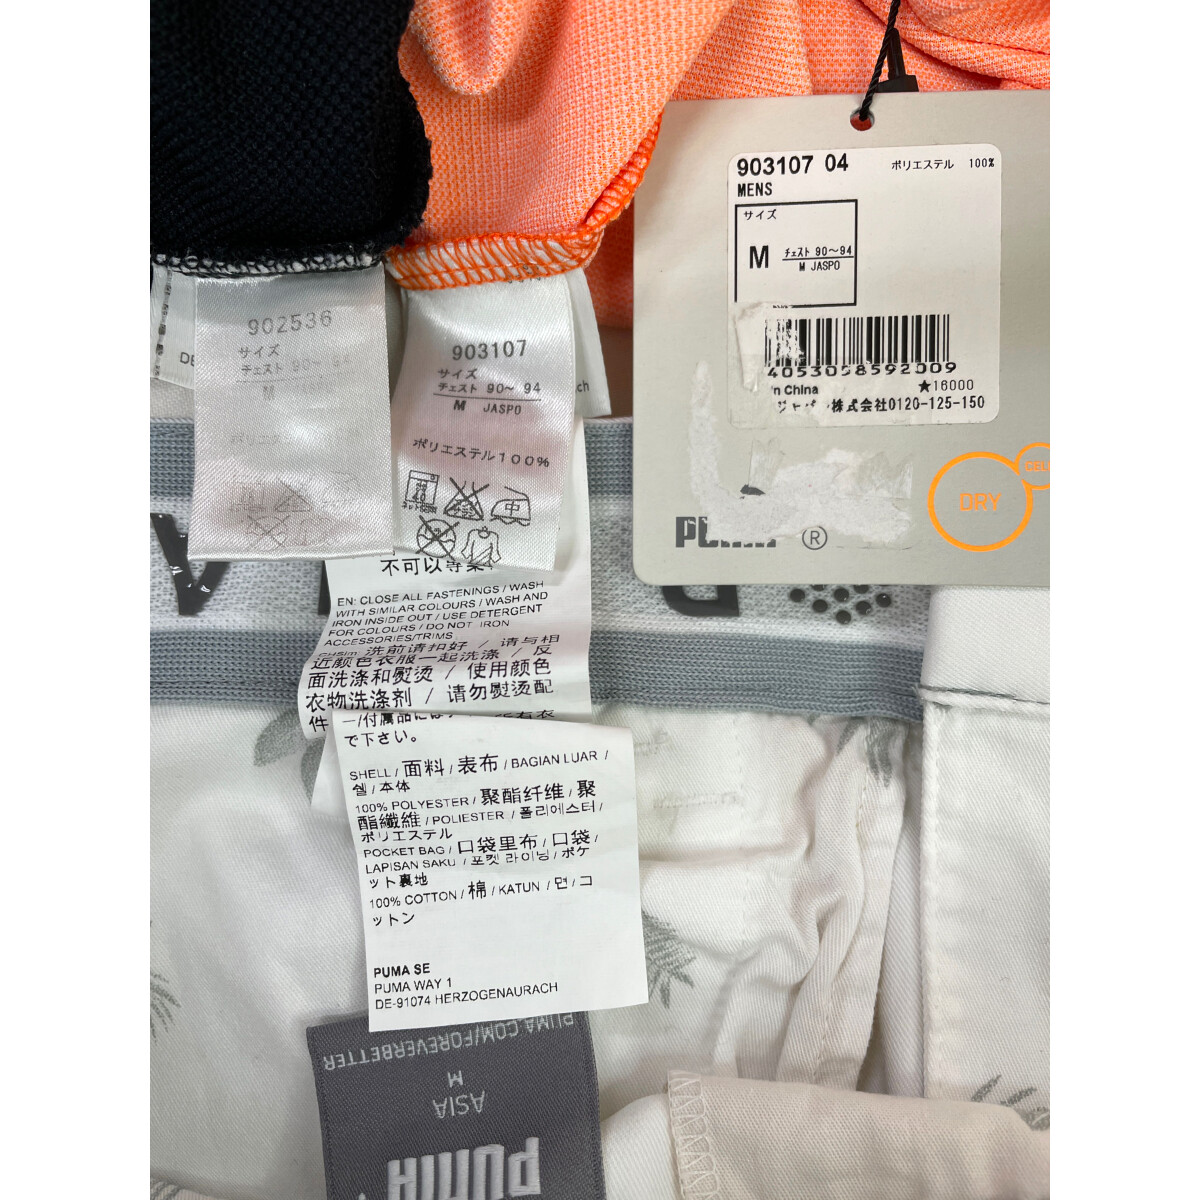 903107 04
ポリエステル 100%
MENS
サイズ
M
チェスト 90～94
M JASPO
4053058592009
n China
★16000
株式会社0120-125-150
DRY
PUMA ®
902536
サイズ
チェスト 90～ 94
M
DE
903107
サイズ
チェスト 90～ 94
M JASPO
ポリエステル100%
中
ch
不可以
EN: CLOSE ALL FASTENINGS / WASH
WITH SIMILAR COLOURS / WASH AND
IRON INSIDE OUT / USE DETERGENT
FOR COLOURS / DO NOT IRON
ACCESSORIES/TRIMS
洗前请扣好 / 请与相
近颜色衣服一起洗涤 / 反
面洗涤和熨烫 / 使用颜色
衣物洗涤剂 / 请勿熨烫配
件
ー/付属品には
で下さい。
SHELL / 面料 / 表布 / BAGIAN LUAR /
쉘 / 本体
100% POLYESTER / 聚酯纤维 / 聚
酯纖維 / POLIESTER / 폴리에스터 /
ポリエステル
POCKET BAG / 口袋里布 / 口袋 /
LAPISAN SAKU / 포켓 라이닝 / ポケ
ット裏地
100% COTTON / 棉 / KATUN / 면 / コ
ットン
PUMA SE
PUMA WAY 1
DE-91074 HERZOGENAURACH
PUMA.COM/FOREVERBETTER
M
ASIA
PUMA